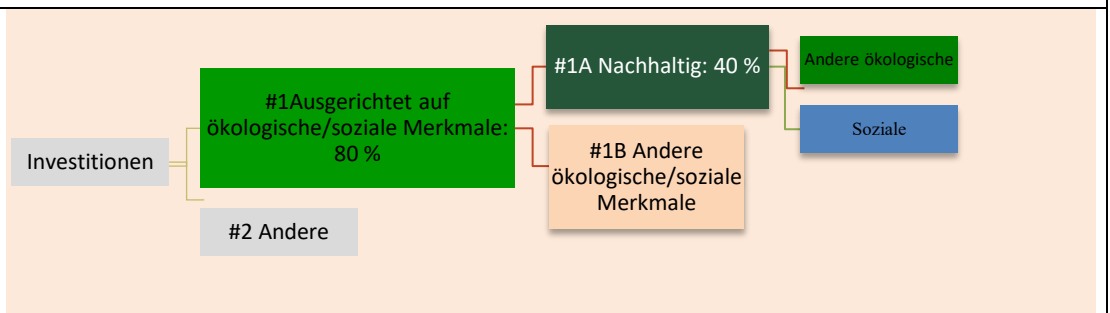 Investitionen
#1Ausgerichtet auf
ökologische/soziale Merkmale:
80 %
#2 Andere
#1A Nachhaltig: 40 %
#1B Andere
ökologische/soziale
Merkmale
Andere ökologische
Soziale